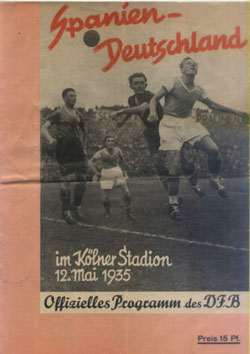 Spanien-
Deutschland
im Kölner Stadion
12. Mai 1935
Offizielles Programm des DFB
Preis 15 Pf.